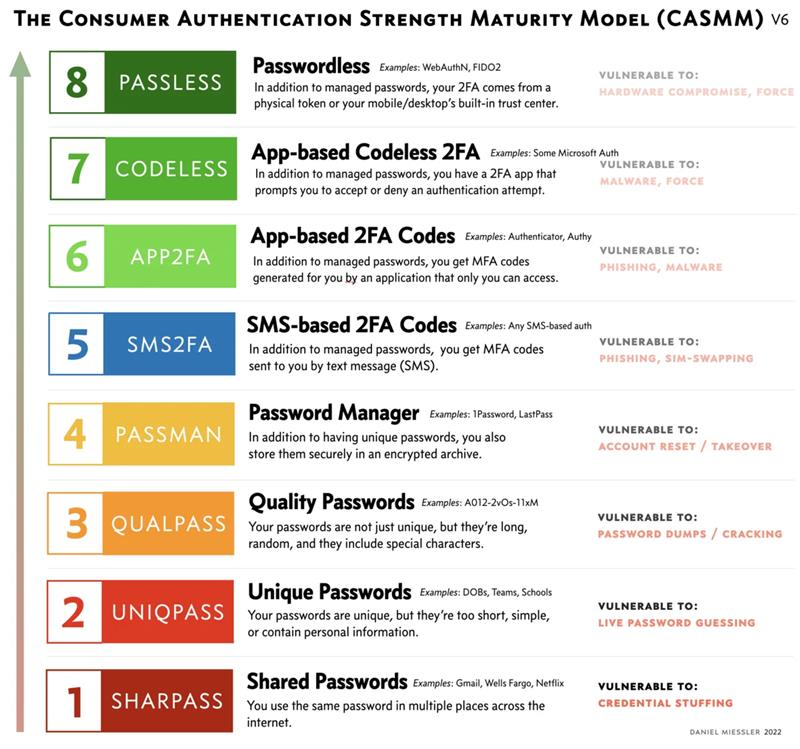 THE CONSUMER AUTHENTICATION STRENGTH MATURITY MODEL (CASMM) V6
8 PASSLESS
Passwordless Examples: WebAuthN, FIDO2
In addition to managed passwords, your 2FA comes from a
physical token or your mobile/desktop's built-in trust center.
VULNERABLE TO:
HARDWARE COMPROMISE, FORCE
7 CODELESS
App-based Codeless 2FA Examples: Some Microsoft Auth
In addition to managed passwords, you have a 2FA app that
prompts you to accept or deny an authentication attempt.
VULNERABLE TO:
MALWARE, FORCE
6 APP2FA
App-based 2FA Codes Examples: Authenticator, Authy
In addition to managed passwords, you get MFA codes
generated for you by an application that only you can access.
VULNERABLE TO:
PHISHING, MALWARE
5 SMS2FA
SMS-based 2FA Codes Examples: Any SMS-based auth
In addition to managed passwords, you get MFA codes
sent to you by text message (SMS).
VULNERABLE TO:
PHISHING, SIM-SWAPPING
4 PASSMAN
Password Manager Examples: 1Password, LastPass
In addition to having unique passwords, you also
store them securely in an encrypted archive.
VULNERABLE TO:
ACCOUNT RESET / TAKEOVER
3 QUALPASS
Quality Passwords Examples: A012-2vOs-11xM
Your passwords are not just unique, but they're long,
random, and they include special characters.
VULNERABLE TO:
PASSWORD DUMPS / CRACKING
2 UNIQPASS
Unique Passwords Examples: DOBs, Teams, Schools
Your passwords are unique, but they're too short, simple,
or contain personal information.
VULNERABLE TO:
LIVE PASSWORD GUESSING
1 SHARPASS
Shared Passwords Examples: Gmail, Wells Fargo, Netflix
You use the same password in multiple places across the
internet.
VULNERABLE TO:
CREDENTIAL STUFFING
DANIEL MIESSLER 2022